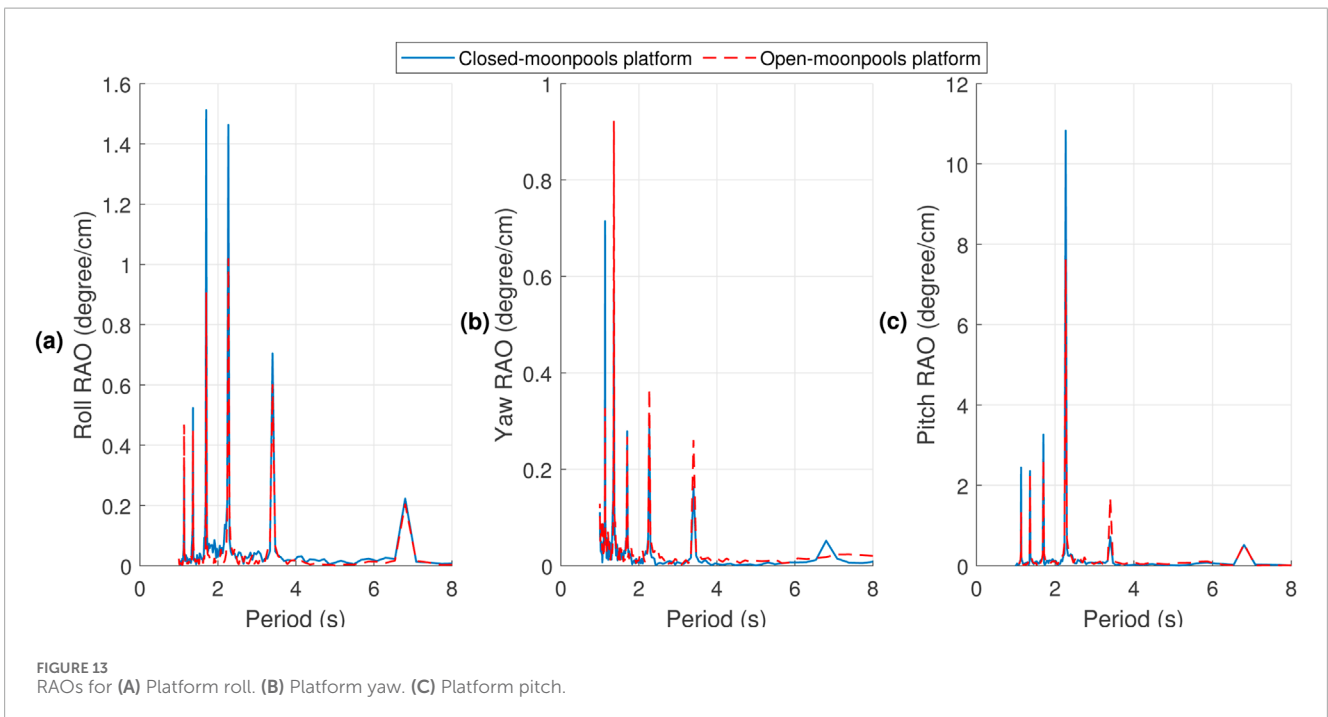 Closed-moonpools platform Open-moonpools platform
(a)
Roll RAO (degree/cm)
1.6
1.4
1.2
1
0.8
0.6
0.4
0.2
0
0 2 4 6 8
Period (s)
(b)
Yaw RAO (degree/cm)
1
0.8
0.6
0.4
0.2
0
0 2 4 6 8
Period (s)
(c)
Pitch RAO (degree/cm)
12
10
8
6
4
2
0
0 2 4 6 8
Period (s)
FIGURE 13
RAOs for (A) Platform roll. (B) Platform yaw. (C) Platform pitch.